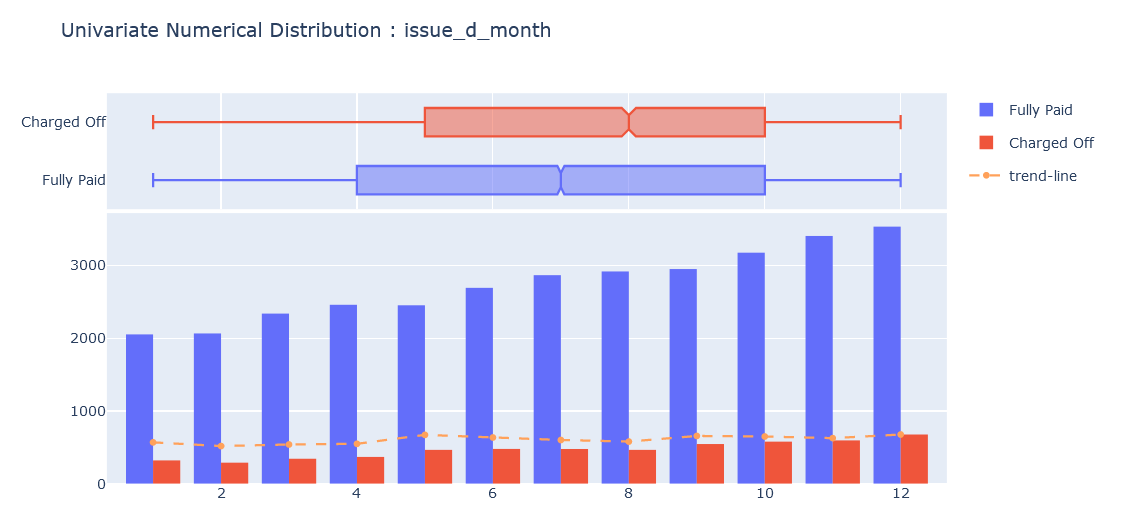 Univariate Numerical Distribution : issue_d_month
Charged Off
Fully Paid
Fully Paid
Charged Off
trend-line
3000
2000
1000
0
2 4 6 8 10 12